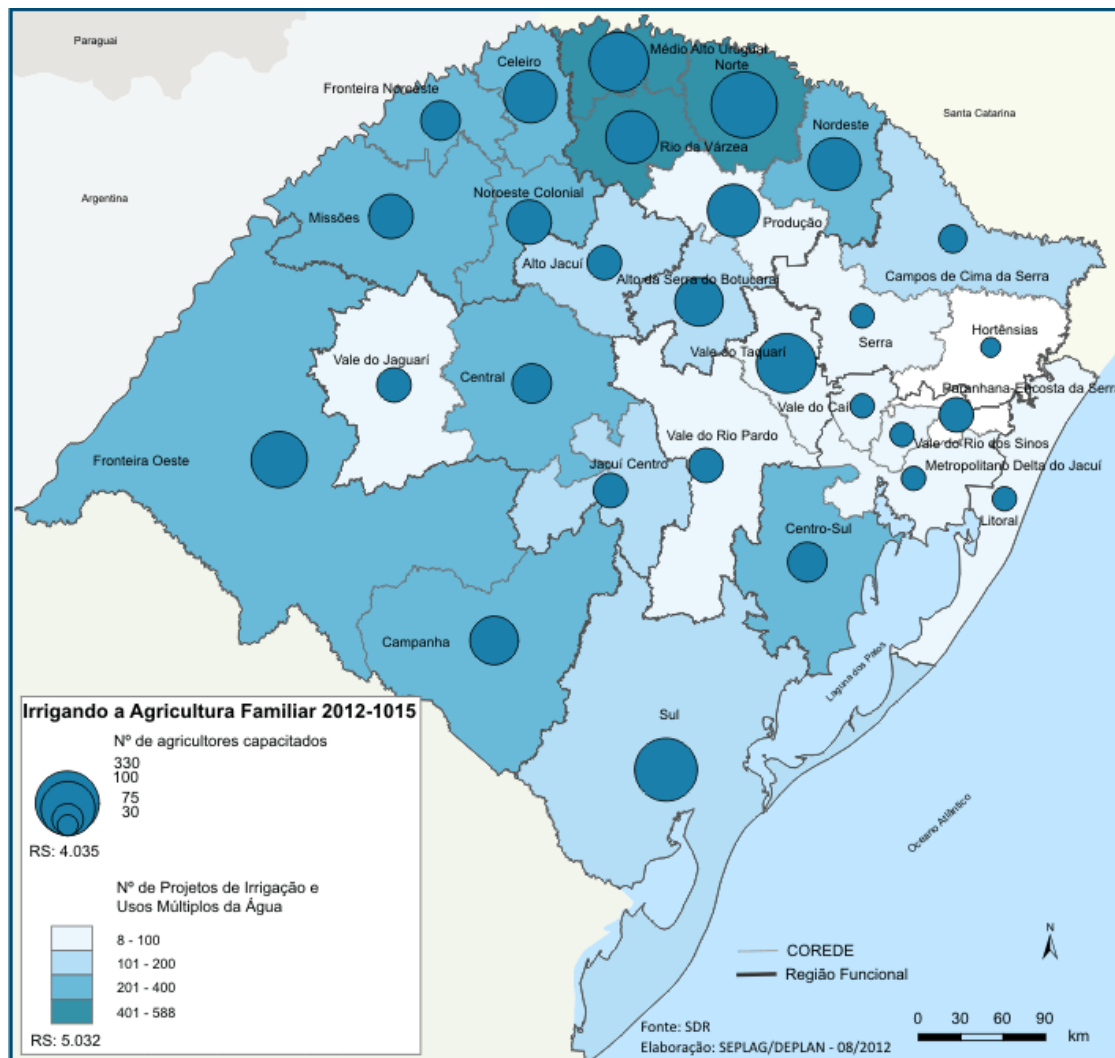 Paraguai
Argentina
Santa Catarina
Celeiro
Médio Alto Uruguai
Norte
Fronteira Noroeste
Rio da Várzea
Nordeste
Noroeste Colonial
Missões
Produção
Alto Jacuí
Alto da Serra do Botucaraí
Campos de Cima da Serra
Hortênsias
Serra
Vale do Taquarí
Vale do Jaguarí
Central
Paranhana-Encosta da Serra
Vale do Caí
Vale do Rio dos Sinos
Vale do Rio Pardo
Fronteira Oeste
Jacuí Centro
Metropolitano Delta do Jacuí
Litoral
Centro-Sul
Campanha
Laguna dos Patos
Sul
Oceano Atlântico
Irrigando a Agricultura Familiar 2012-1015
Nº de agricultores capacitados
330
100
75
30
RS: 4.035
Nº de Projetos de Irrigação e
Usos Múltiplos da Água
8 - 100
101 - 200
201 - 400
401 - 588
RS: 5.032
COREDE
Região Funcional
N
Fonte: SDR
Elaboração: SEPLAG/DEPLAN - 08/2012
0 30 60 90
km